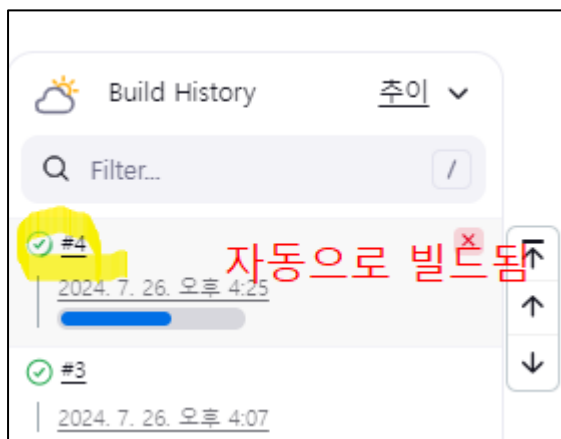 Build History 추이
Filter... /
#4
자동으로 빌드됨
2024. 7. 26. 오후 4:25
#3
2024. 7. 26. 오후 4:07